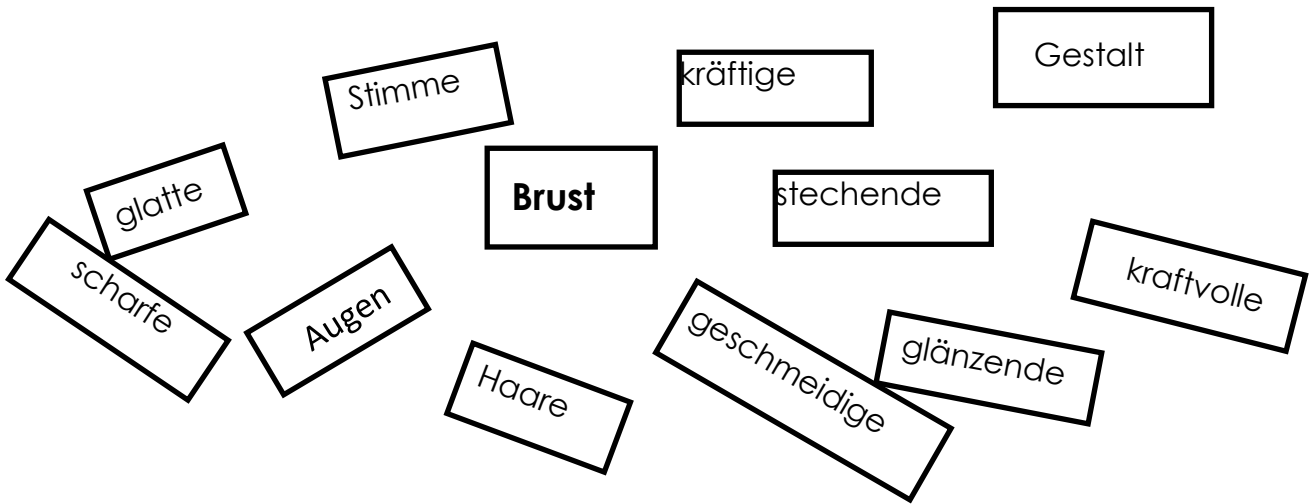 Gestalt
Stimme
kräftige
glatte
Brust
stechende
scharfe
Augen
kraftvolle
Haare
geschmeidige
glänzende